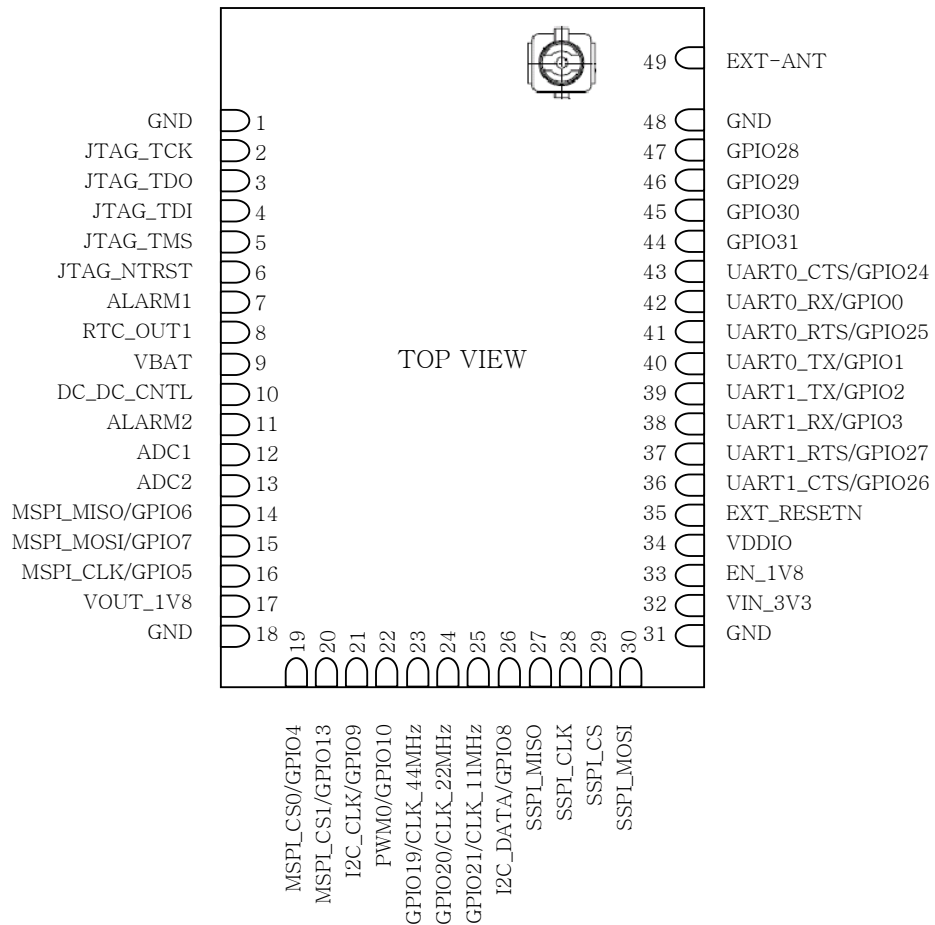 49 EXT-ANT
GND 1
JTAG_TCK 2
JTAG_TDO 3
JTAG_TDI 4
JTAG_TMS 5
JTAG_NTRST 6
ALARM1 7
RTC_OUT1 8
VBAT 9
DC_DC_CNTL 10
ALARM2 11
ADC1 12
ADC2 13
MSPI_MISO/GPIO6 14
MSPI_MOSI/GPIO7 15
MSPI_CLK/GPIO5 16
VOUT_1V8 17
GND 18
TOP VIEW
48 GND
47 GPIO28
46 GPIO29
45 GPIO30
44 GPIO31
43 UART0_CTS/GPIO24
42 UART0_RX/GPIO0
41 UART0_RTS/GPIO25
40 UART0_TX/GPIO1
39 UART1_TX/GPIO2
38 UART1_RX/GPIO3
37 UART1_RTS/GPIO27
36 UART1_CTS/GPIO26
35 EXT_RESETN
34 VDDIO
33 EN_1V8
32 VIN_3V3
31 GND
19 MSPI_CS0/GPIO4
20 MSPI_CS1/GPIO13
21 I2C_CLK/GPIO9
22 PWM0/GPIO10
23 GPIO19/CLK_44MHz
24 GPIO20/CLK_22MHz
25 GPIO21/CLK_11MHz
26 I2C_DATA/GPIO8
27 SSPI_MISO
28 SSPI_CLK
29 SSPI_CS
30 SSPI_MOSI